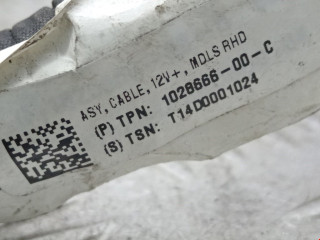 ASY, CABLE, 12V+, MDLS RHD
(P) TPN: 1028666-00-C
(S) TSN: T14D0001024